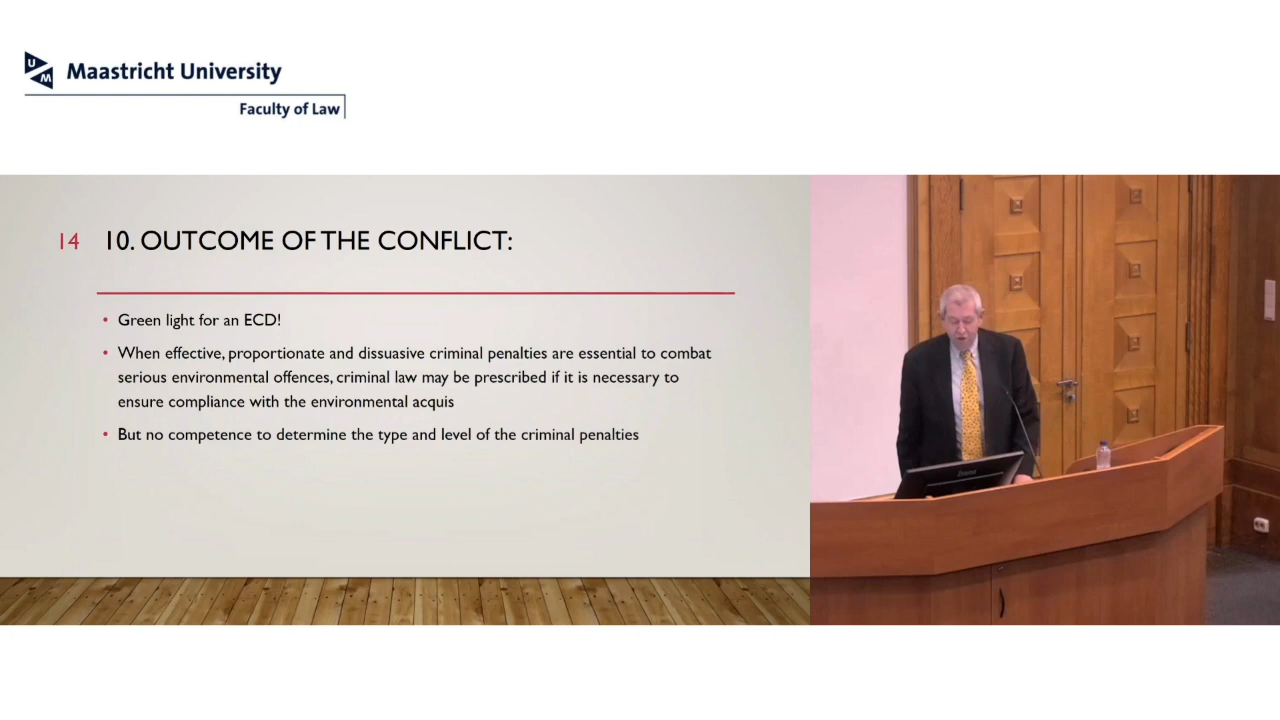 U
M
Maastricht University
Faculty of Law
14 10. OUTCOME OF THE CONFLICT:
• Green light for an ECD!
• When effective, proportionate and dissuasive criminal penalties are essential to combat
serious environmental offences, criminal law may be prescribed if it is necessary to
ensure compliance with the environmental acquis
• But no competence to determine the type and level of the criminal penalties